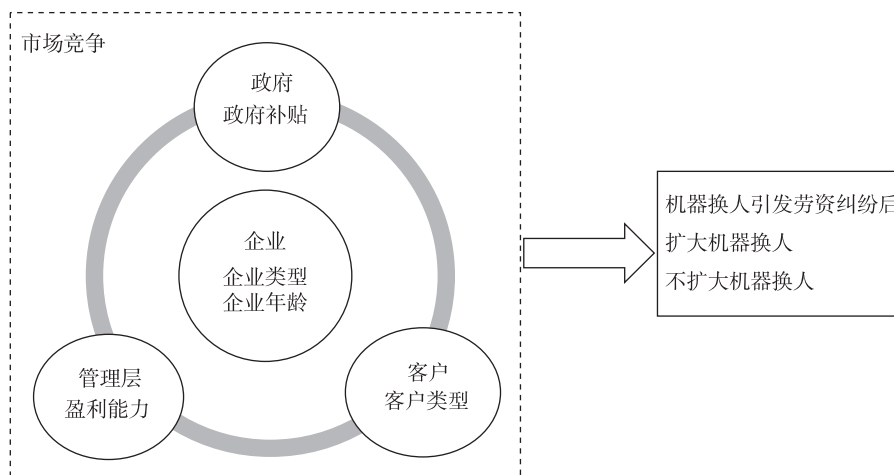 市场竞争
政府
政府补贴
企业
企业类型
企业年龄
管理层
盈利能力
客户
客户类型
机器换人引发劳资纠纷后
扩大机器换人
不扩大机器换人